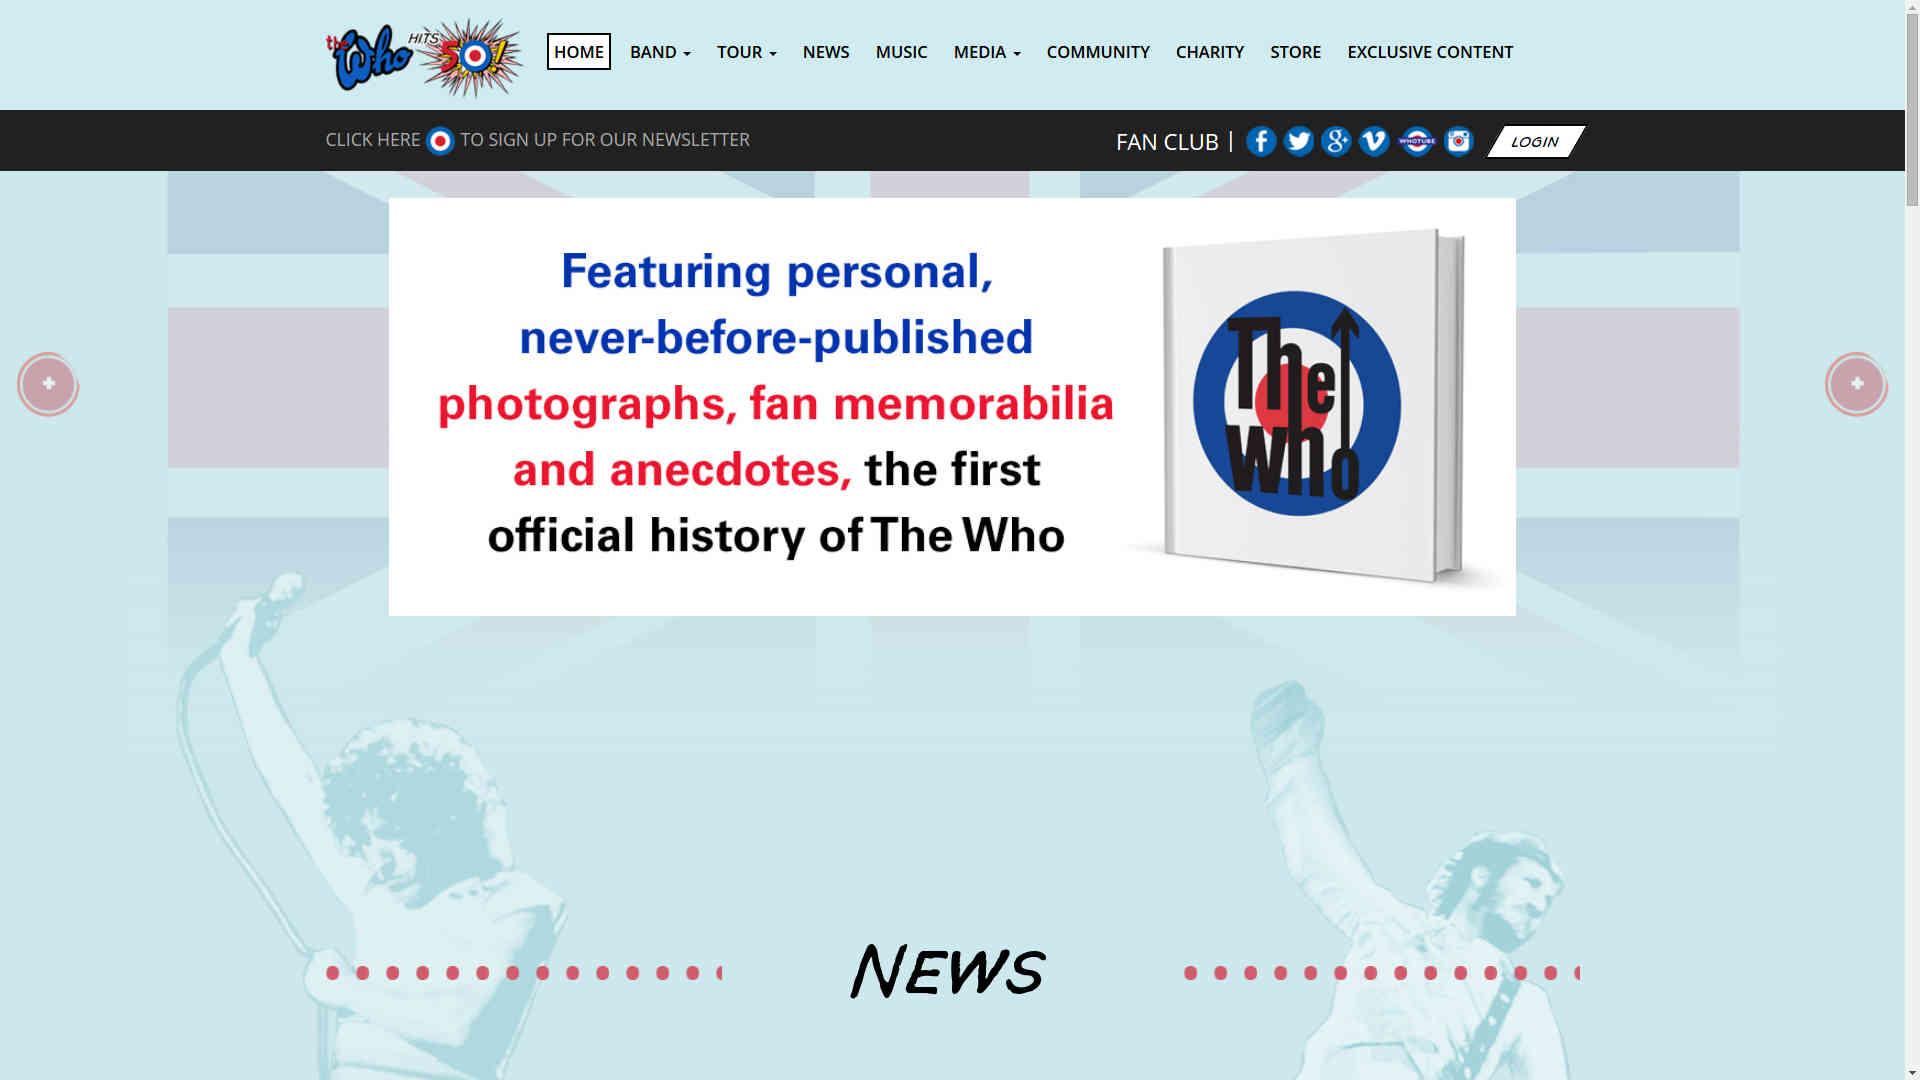 the Who HITS 50!
HOME BAND TOUR NEWS MUSIC MEDIA COMMUNITY CHARITY STORE EXCLUSIVE CONTENT
CLICK HERE TO SIGN UP FOR OUR NEWSLETTER
FAN CLUB | WHOTUBE LOGIN
Featuring personal,
never-before-published
photographs, fan memorabilia
and anecdotes, the first
official history of The Who
The
Who
NEWS